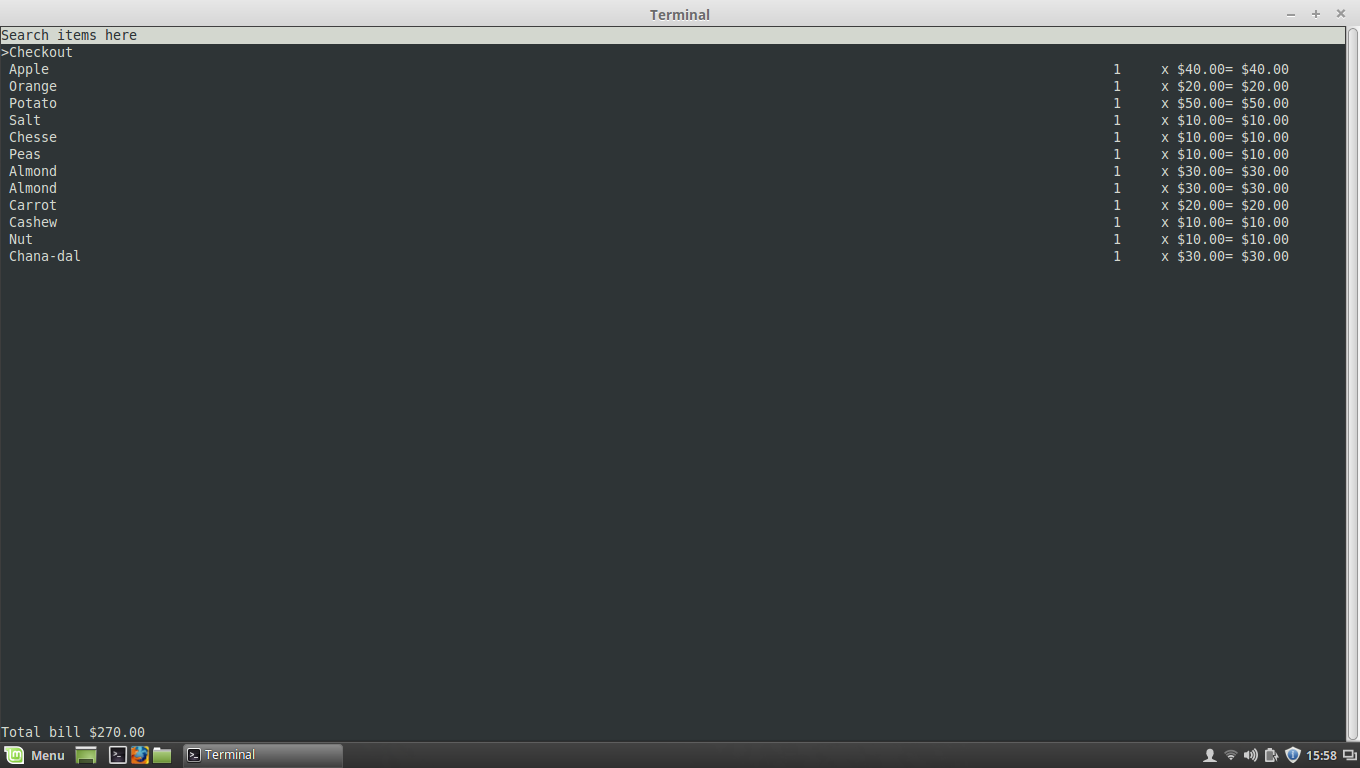 Terminal
Search items here
>Checkout
Apple 1 x $40.00= $40.00
Orange 1 x $20.00= $20.00
Potato 1 x $50.00= $50.00
Salt 1 x $10.00= $10.00
Chesse 1 x $10.00= $10.00
Peas 1 x $10.00= $10.00
Almond 1 x $30.00= $30.00
Almond 1 x $30.00= $30.00
Carrot 1 x $20.00= $20.00
Cashew 1 x $10.00= $10.00
Nut 1 x $10.00= $10.00
Chana-dal 1 x $30.00= $30.00
Total bill $270.00
Menu Terminal 15:58